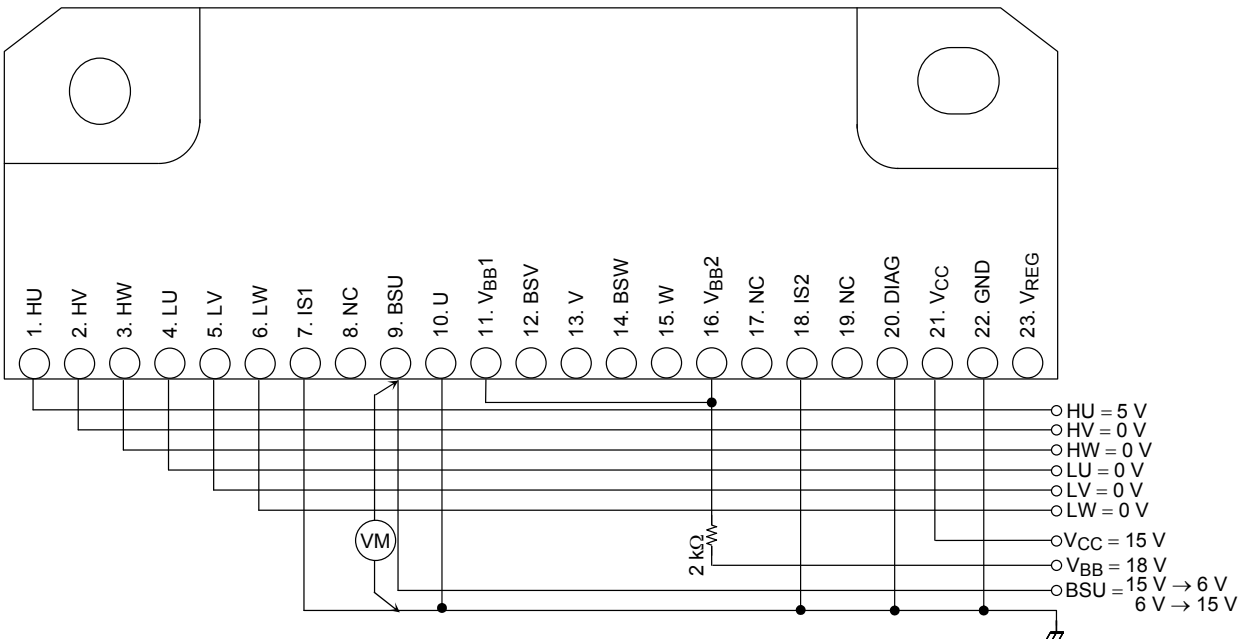 1. HU
2. HV
3. HW
4. LU
5. LV
6. LW
7. IS1
8. NC
9. BSU
10. U
11. VBB1
12. BSV
13. V
14. BSW
15. W
16. VBB2
17. NC
18. IS2
19. NC
20. DIAG
21. VCC
22. GND
23. VREG
HU = 5 V
HV = 0 V
HW = 0 V
LU = 0 V
LV = 0 V
LW = 0 V
VM
2 kΩ
VCC = 15 V
VBB = 18 V
BSU = 15 V → 6 V
6 V → 15 V